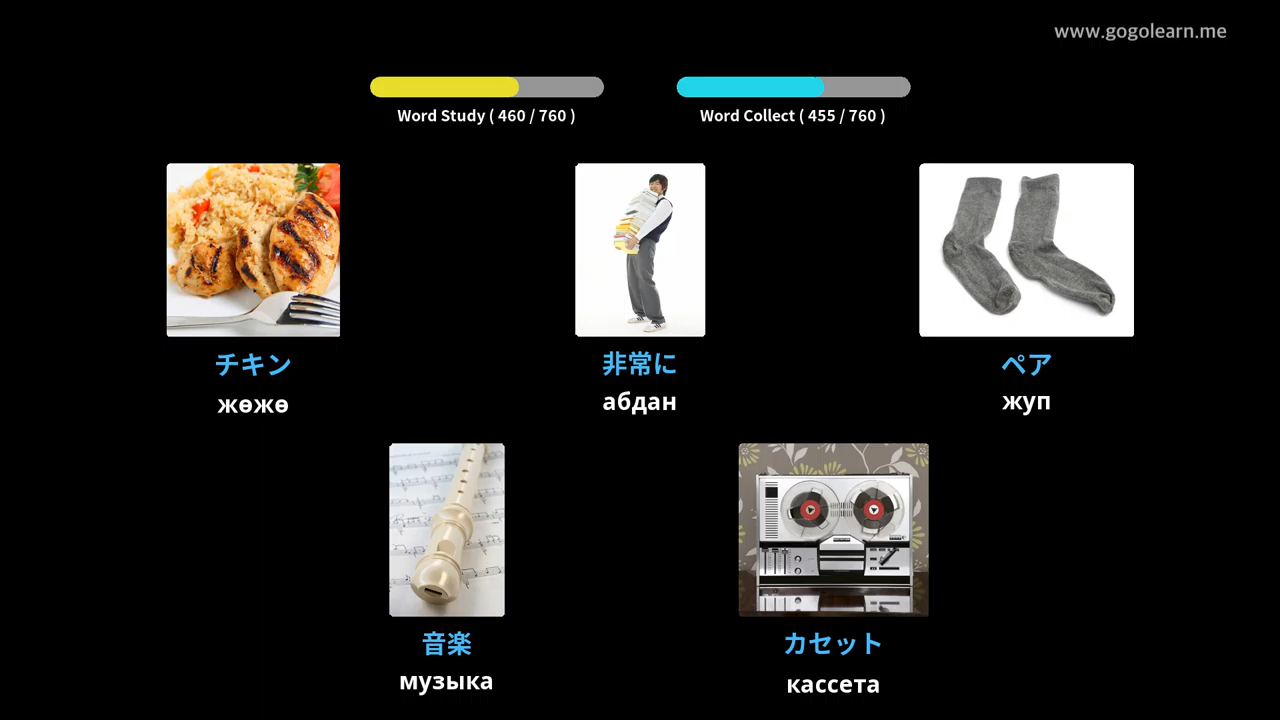 www.gogolearn.me
Word Study ( 460 / 760 )
Word Collect ( 455 / 760 )
チキン
жөжө
非常に
абдан
ペア
жуп
音楽
музыка
カセット
кассета